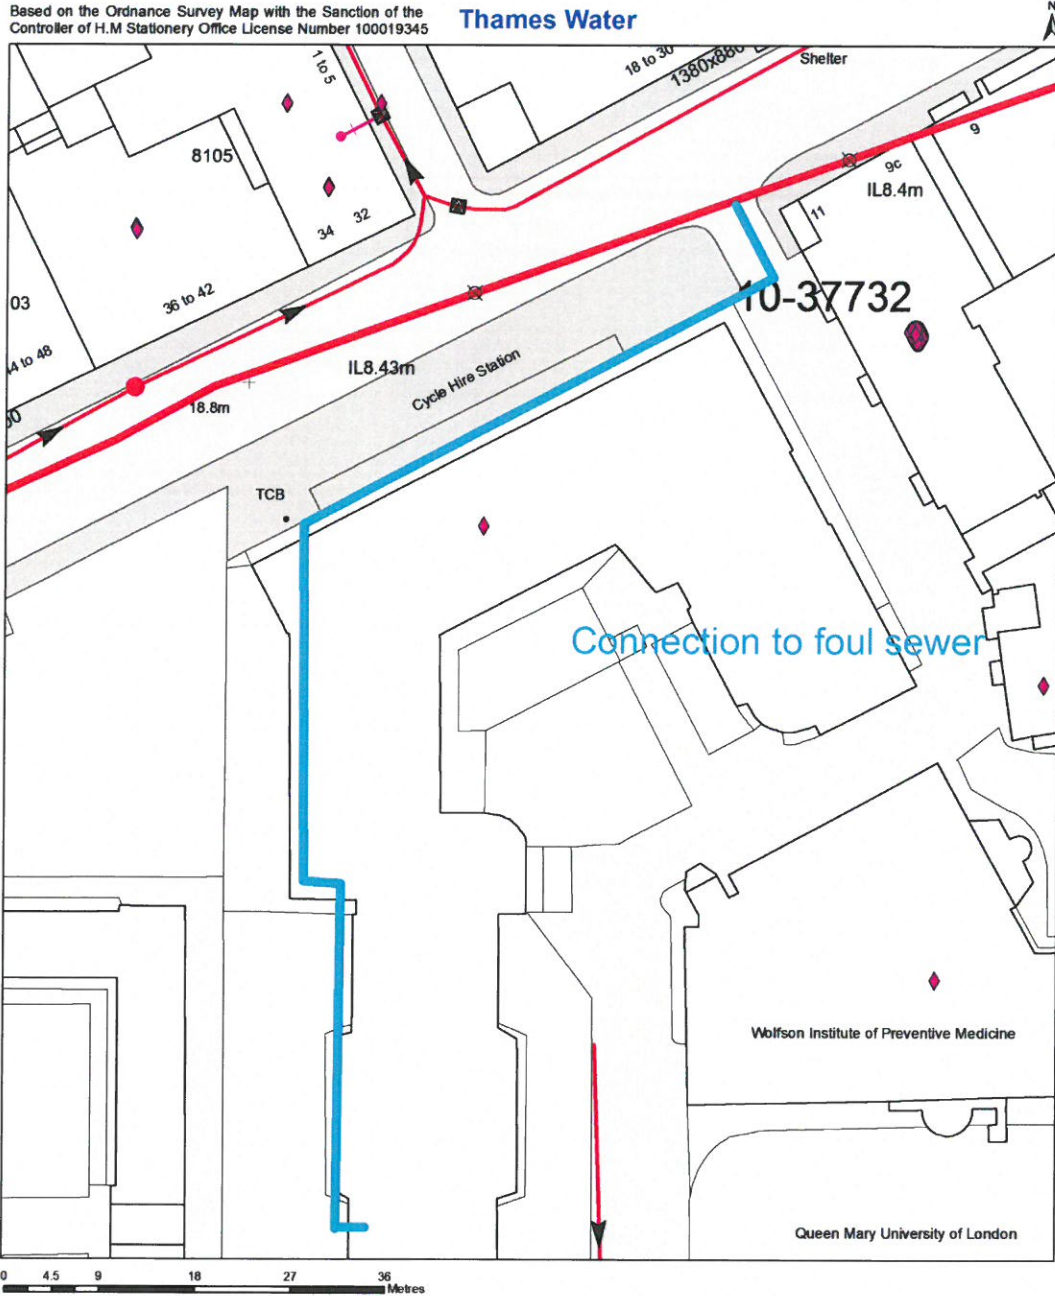 Based on the Ordnance Survey Map with the Sanction of the
Controller of H.M Stationery Office License Number 100019345
Thames Water
N
1 to 5
18 to 30
1380x880
Shelter
8105
9
9c
IL8.4m
11
32
34
03
36 to 42
10-37732
44 to 48
IL8.43m
Cycle Hire Station
18.8m
TCB
Connection to foul sewer
Wolfson Institute of Preventive Medicine
Queen Mary University of London
0 4.5 9 18 27 36
Metres